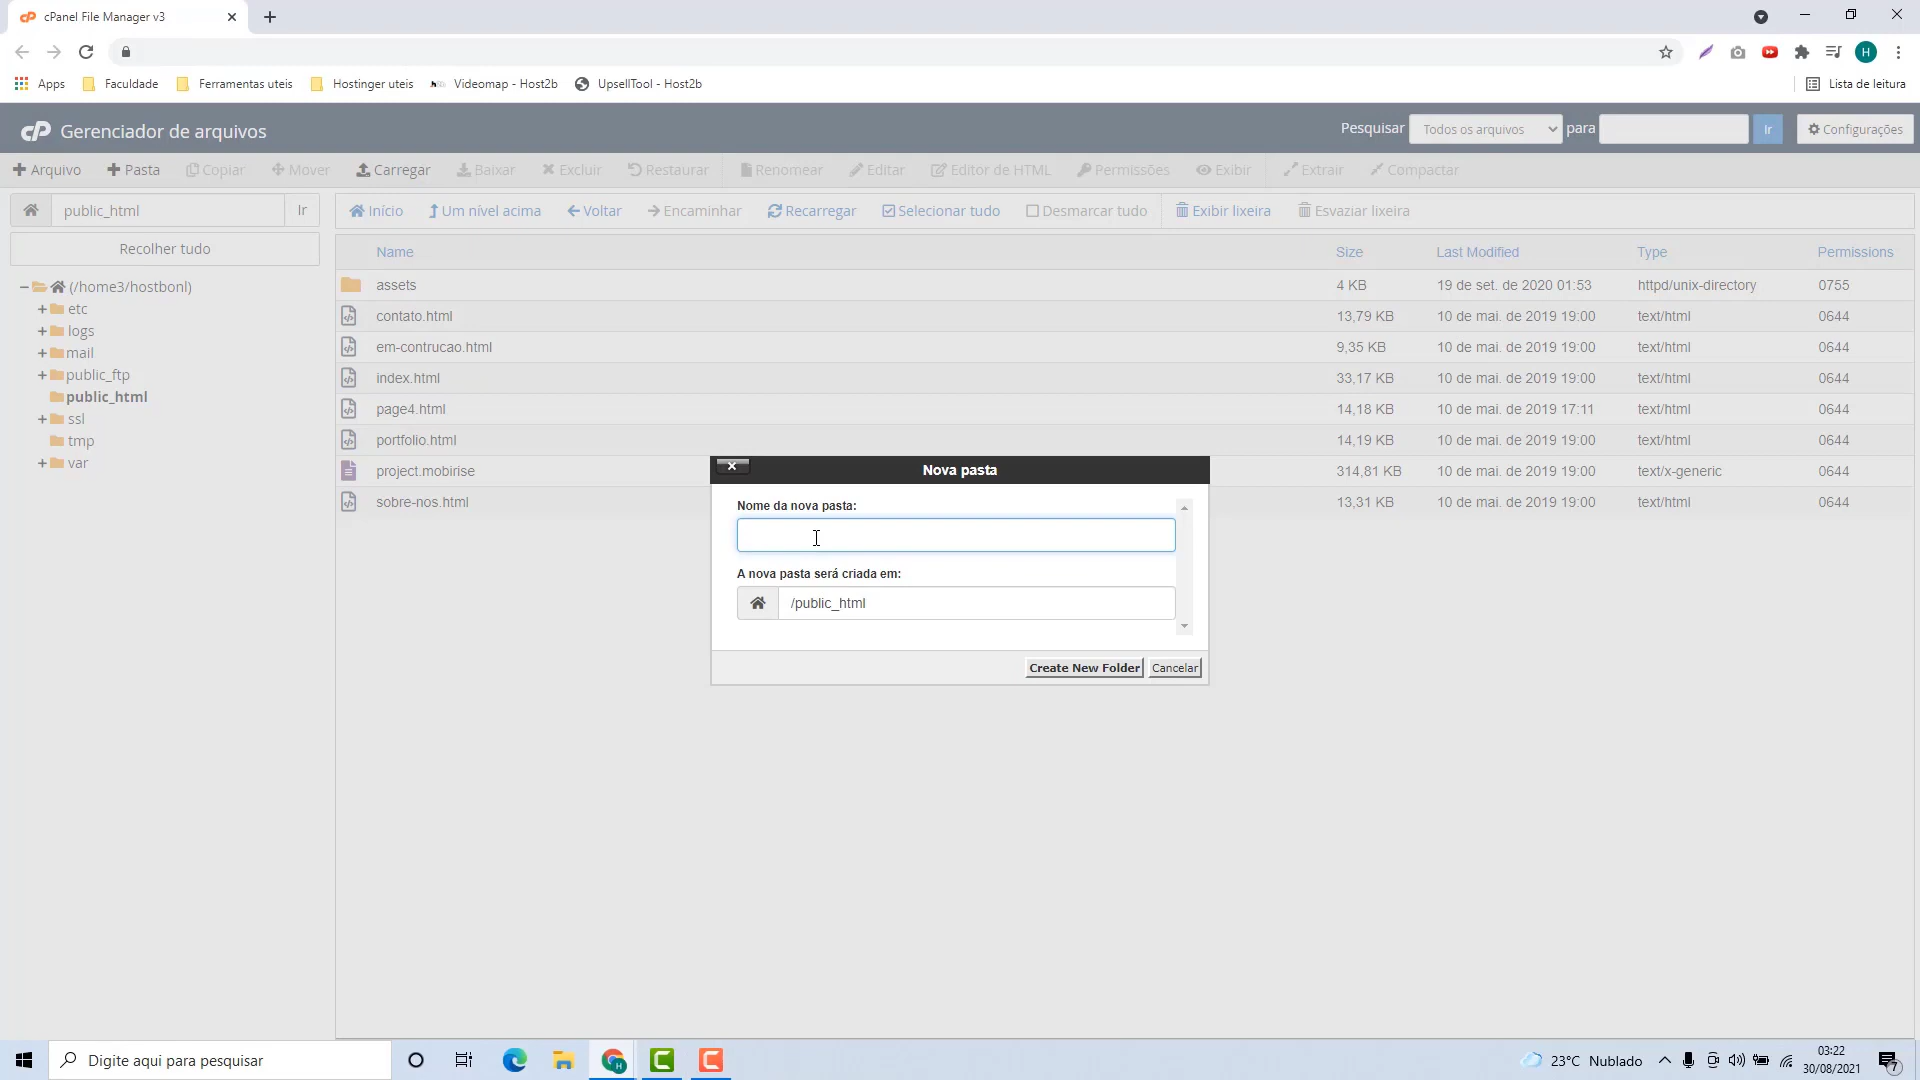 cPanel File Manager v3
Apps Faculdade Ferramentas uteis Hostinger uteis Videomap - Host2b UpsellTool - Host2b Lista de leitura
cP Gerenciador de arquivos Pesquisar Todos os arquivos para Ir Configurações
Arquivo Pasta Copiar Mover Carregar Baixar Excluir Restaurar Renomear Editar Editor de HTML Permissões Exibir Extrair Compactar
public_html Ir Início Um nível acima Voltar Encaminhar Recarregar Selecionar tudo Desmarcar tudo Exibir lixeira Esvaziar lixeira
Recolher tudo
(/home3/hostbonl)
etc
logs
mail
public_ftp
public_html
ssl
tmp
var
Name Size Last Modified Type Permissions
assets 4 KB 19 de set. de 2020 01:53 httpd/unix-directory 0755
contato.html 13,79 KB 10 de mai. de 2019 19:00 text/html 0644
em-contrucao.html 9,35 KB 10 de mai. de 2019 19:00 text/html 0644
index.html 33,17 KB 10 de mai. de 2019 19:00 text/html 0644
page4.html 14,18 KB 10 de mai. de 2019 17:11 text/html 0644
portfolio.html 14,19 KB 10 de mai. de 2019 19:00 text/html 0644
project.mobirise 314,81 KB 10 de mai. de 2019 19:00 text/x-generic 0644
sobre-nos.html 13,31 KB 10 de mai. de 2019 19:00 text/html 0644
Nova pasta
Nome da nova pasta:
A nova pasta será criada em:
/public_html
Create New Folder Cancelar
Digite aqui para pesquisar 23°C Nublado 03:22
30/08/2021
7